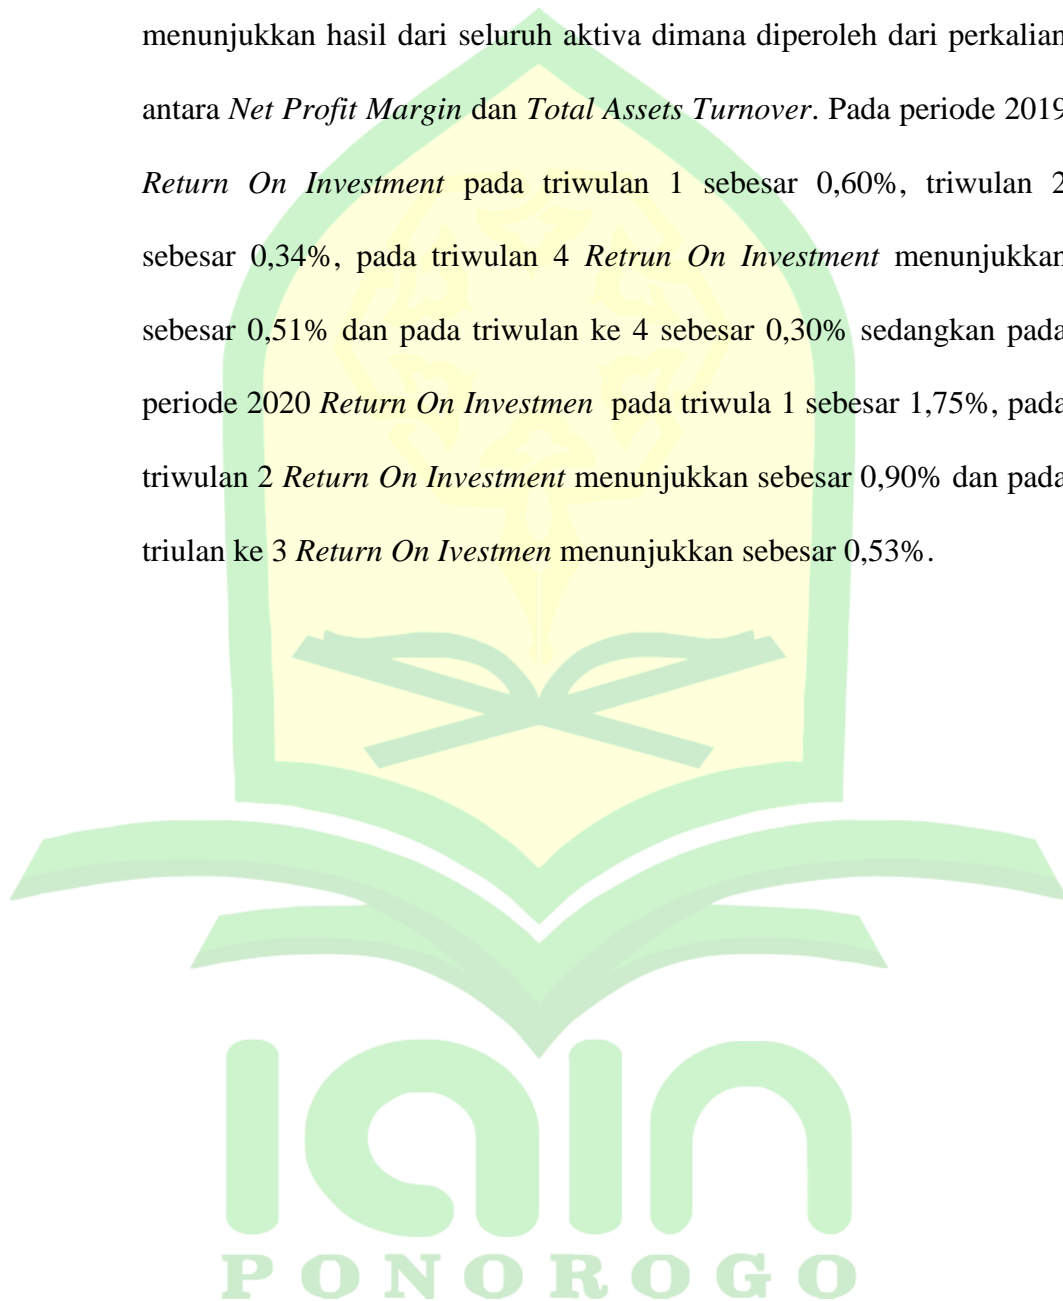 menunjukkan hasil dari seluruh aktiva dimana diperoleh dari perkalian
antara Net Profit Margin dan Total Assets Turnover. Pada periode 2019
Return On Investment pada triwulan 1 sebesar 0,60%, triwulan 2
sebesar 0,34%, pada triwulan 4 Retrun On Investment menunjukkan
sebesar 0,51% dan pada triwulan ke 4 sebesar 0,30% sedangkan pada
periode 2020 Return On Investmen pada triwula 1 sebesar 1,75%, pada
triwulan 2 Return On Investment menunjukkan sebesar 0,90% dan pada
triulan ke 3 Return On Ivestmen menunjukkan sebesar 0,53%.
iain
PONOROGO